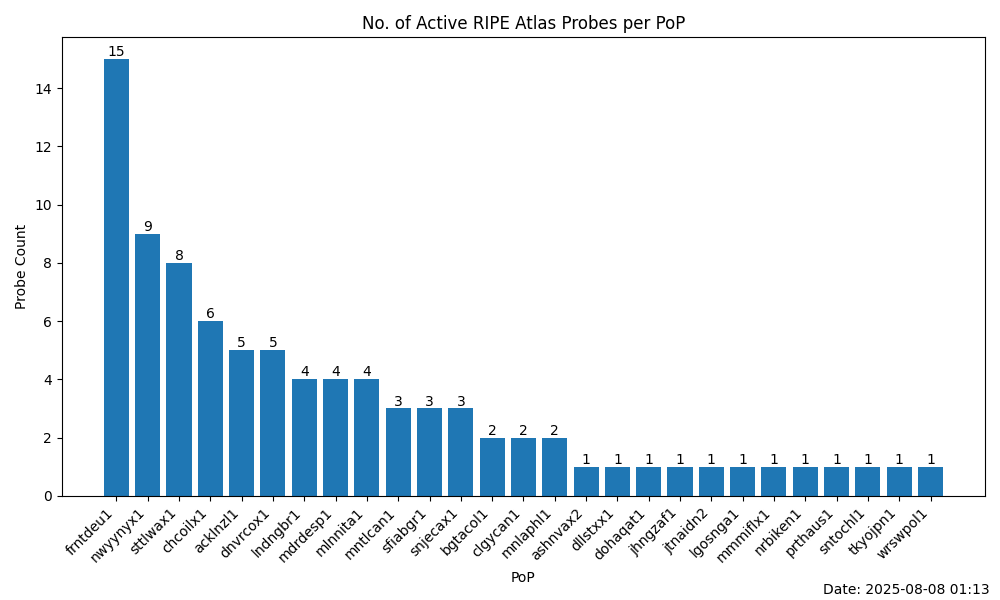 No. of Active RIPE Atlas Probes per PoP
15
9
8
6
5
5
4
4
4
3
3
3
2
2
2
1
1
1
1
1
1
1
1
1
1
1
1
14
12
10
8
6
4
2
0
Probe Count
frntdeu1
nwyynyx1
sttlwax1
chcoilx1
acklnzl1
dnvrcox1
lndngbr1
mdrdesp1
mlnnita1
mntlcan1
sfiabgr1
snjecax1
bgtacol1
clgycan1
mnlaphl1
ashnvax2
dllstxx1
dohaqat1
jhngzaf1
jtnaidn2
lgosnga1
mmmiflx1
nrbiken1
prthaus1
sntochl1
tkyojpn1
wrswpol1
PoP
Date: 2025-08-08 01:13